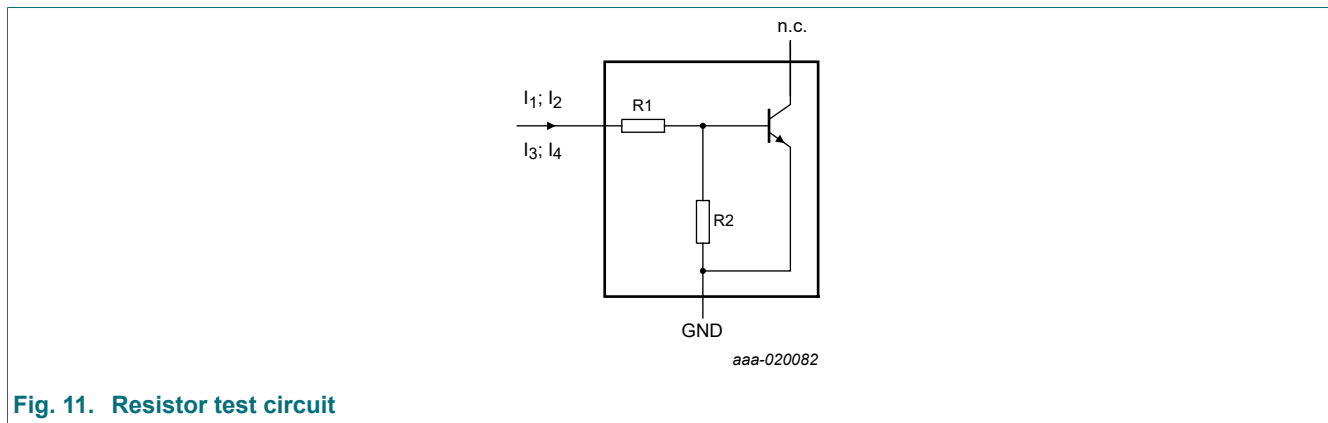 n.c.
I1; I2
R1
I3; I4
R2
GND
aaa-020082
Fig. 11. Resistor test circuit